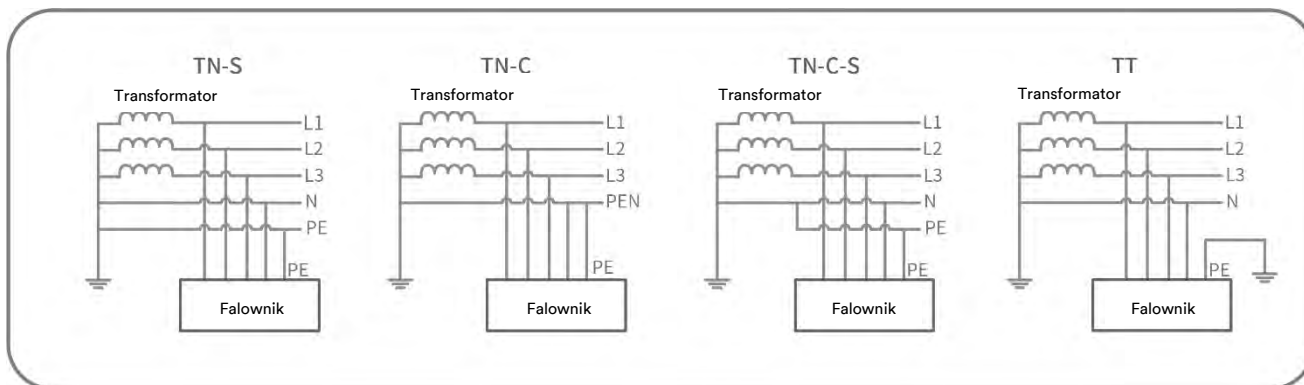 TN-S
Transformator
L1
L2
L3
N
PE
PE
Falownik
TN-C
Transformator
L1
L2
L3
PEN
PE
Falownik
TN-C-S
Transformator
L1
L2
L3
N
PE
PE
Falownik
TT
Transformator
L1
L2
L3
N
PE
Falownik